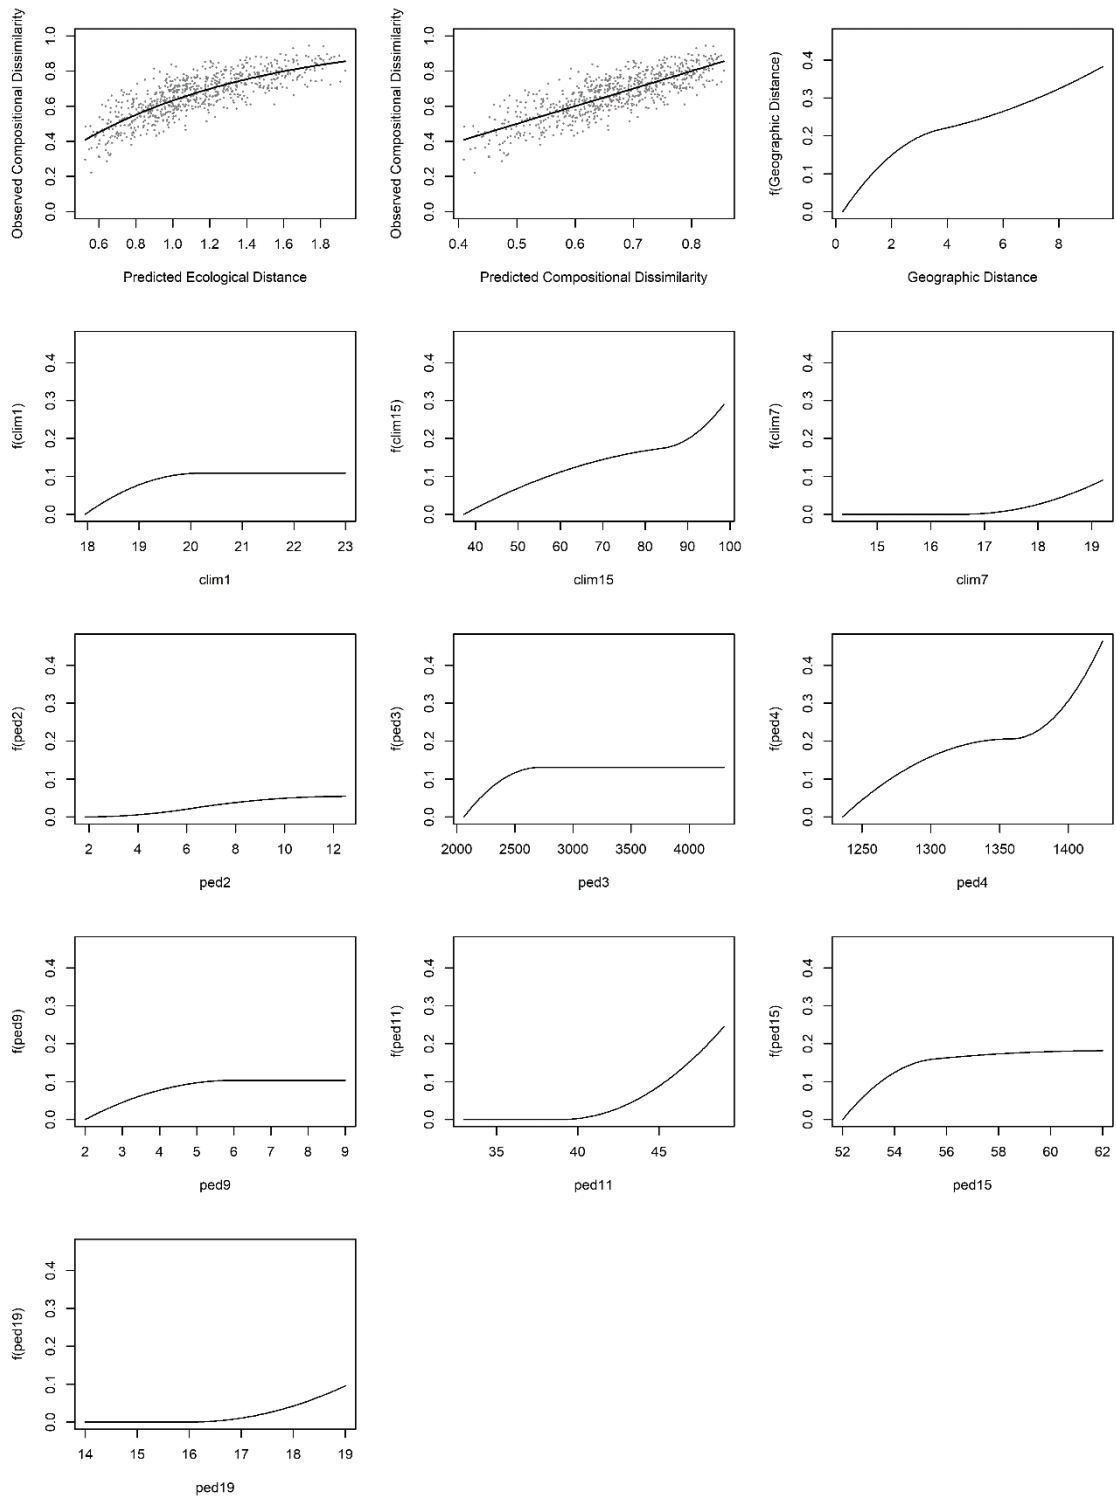 Observed Compositional Dissimilarity
0.0 0.2 0.4 0.6 0.8 1.0
0.6 0.8 1.0 1.2 1.4 1.6 1.8
Predicted Ecological Distance
Observed Compositional Dissimilarity
0.0 0.2 0.4 0.6 0.8 1.0
0.4 0.5 0.6 0.7 0.8
Predicted Compositional Dissimilarity
f(Geographic Distance)
0.0 0.1 0.2 0.3 0.4
0 2 4 6 8
Geographic Distance
f(clim1)
0.0 0.1 0.2 0.3 0.4
18 19 20 21 22 23
clim1
f(clim15)
0.0 0.1 0.2 0.3 0.4
40 50 60 70 80 90 100
clim15
f(clim7)
0.0 0.1 0.2 0.3 0.4
15 16 17 18 19
clim7
f(ped2)
0.0 0.1 0.2 0.3 0.4
2 4 6 8 10 12
ped2
f(ped3)
0.0 0.1 0.2 0.3 0.4
2000 2500 3000 3500 4000
ped3
f(ped4)
0.0 0.1 0.2 0.3 0.4
1250 1300 1350 1400
ped4
f(ped9)
0.0 0.1 0.2 0.3 0.4
2 3 4 5 6 7 8 9
ped9
f(ped11)
0.0 0.1 0.2 0.3 0.4
35 40 45
ped11
f(ped15)
0.0 0.1 0.2 0.3 0.4
52 54 56 58 60 62
ped15
f(ped19)
0.0 0.1 0.2 0.3 0.4
14 15 16 17 18 19
ped19